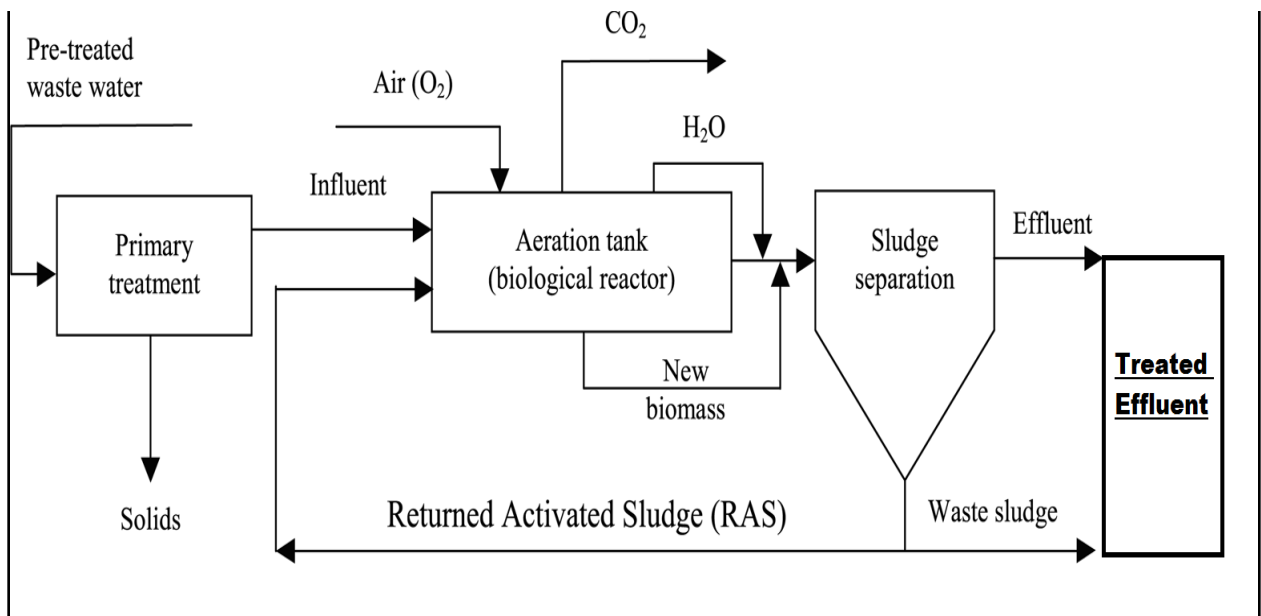 Pre-treated
waste water
Air (O₂)
CO₂
H₂O
Influent
Primary
treatment
Aeration tank
(biological reactor)
Sludge
separation
Effluent
Treated
Effluent
New
biomass
Solids
Returned Activated Sludge (RAS)
Waste sludge